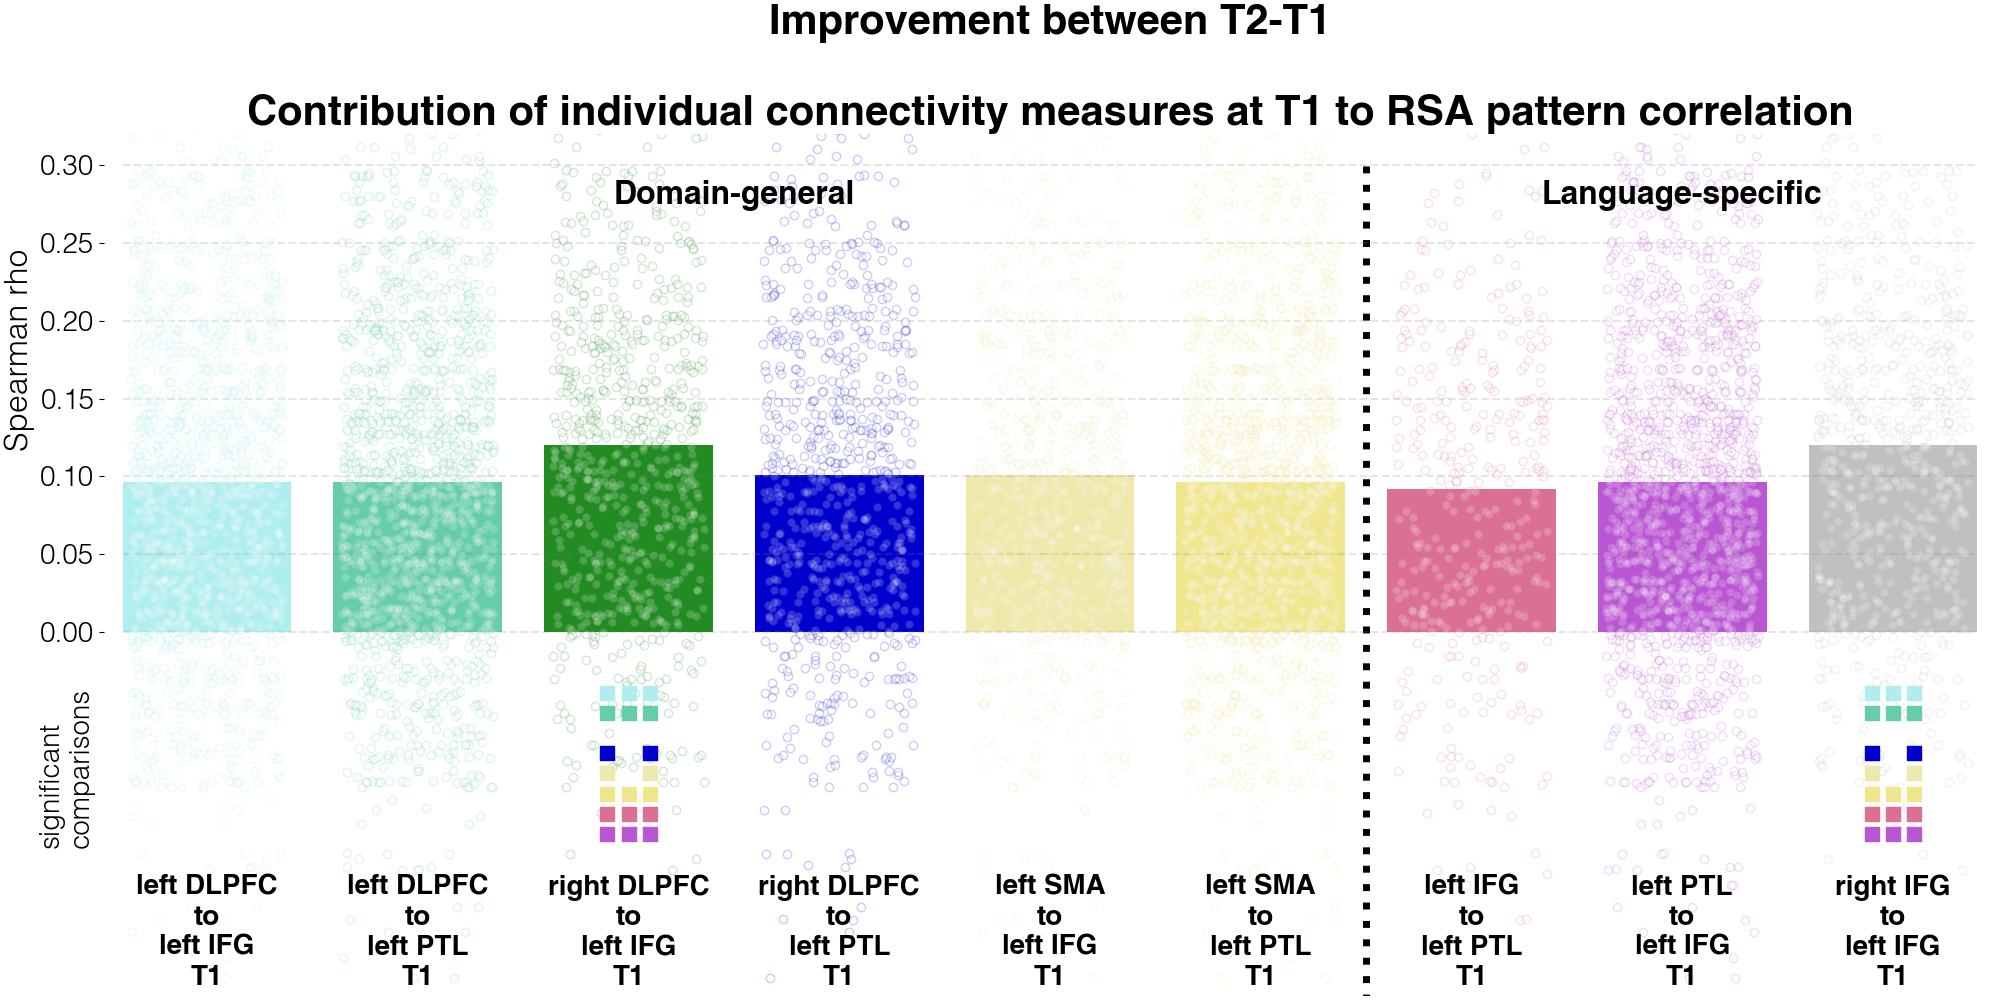 Improvement between T2-T1
Contribution of individual connectivity measures at T1 to RSA pattern correlation
Domain-general
Language-specific
Spearman rho
0.30
0.25
0.20
0.15
0.10
0.05
0.00
significant
comparisons
left DLPFC
to
left IFG
T1
left DLPFC
to
left PTL
T1
right DLPFC
to
left IFG
T1
right DLPFC
to
left PTL
T1
left SMA
to
left IFG
T1
left SMA
to
left PTL
T1
left IFG
to
left PTL
T1
left PTL
to
left IFG
T1
right IFG
to
left IFG
T1